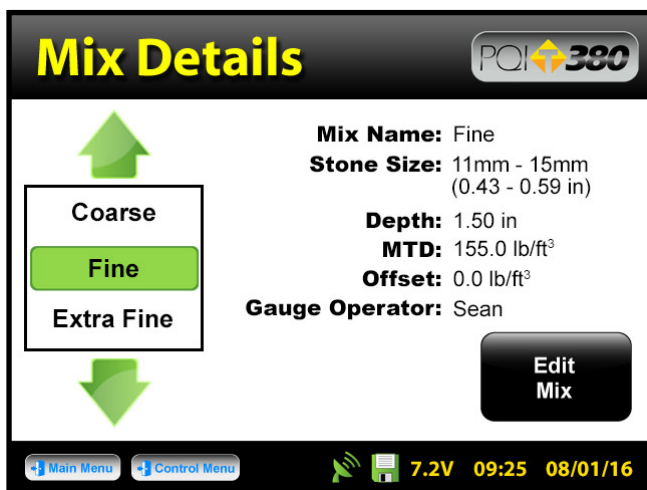 Mix Details
PQI T 380
Mix Name: Fine
Stone Size: 11mm - 15mm
(0.43 - 0.59 in)
Depth: 1.50 in
MTD: 155.0 lb/ft³
Offset: 0.0 lb/ft³
Gauge Operator: Sean
Coarse
Fine
Extra Fine
Edit
Mix
Main Menu
Control Menu
7.2V 09:25 08/01/16